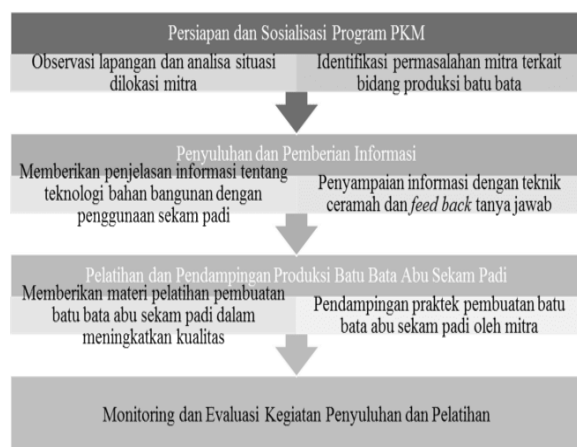 Persiapan dan Sosialisasi Program PKM
Observasi lapangan dan analisa situasi
dilokasi mitra
Identifikasi permasalahan mitra terkait
bidang produksi batu bata
Penyuluhan dan Pemberian Informasi
Memberikan penjelasan informasi tentang
teknologi bahan bangunan dengan
penggunaan sekam padi
Penyampaian informasi dengan teknik
ceramah dan feed back tanya jawab
Pelatihan dan Pendampingan Produksi Batu Bata Abu Sekam Padi
Memberikan materi pelatihan pembuatan
batu bata abu sekam padi dalam
meningkatkan kualitas
Pendampingan praktek pembuatan batu
bata abu sekam padi oleh mitra
Monitoring dan Evaluasi Kegiatan Penyuluhan dan Pelatihan